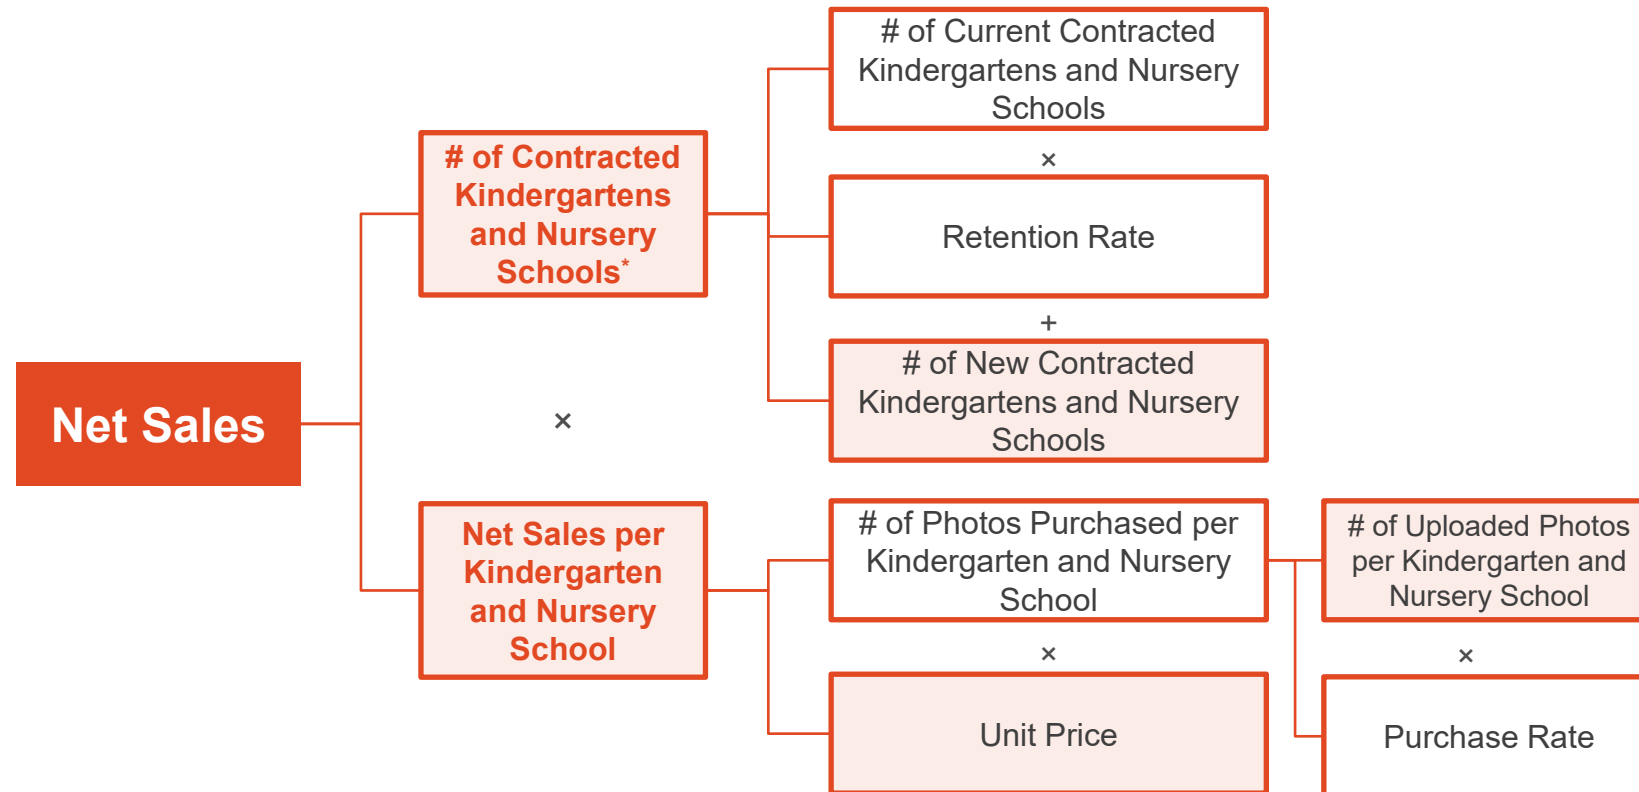 # of Current Contracted
Kindergartens and Nursery
Schools
×
# of Contracted
Kindergartens
and Nursery
Schools*
Retention Rate
+
# of New Contracted
Kindergartens and Nursery
Schools
Net Sales
×
Net Sales per
Kindergarten
and Nursery
School
# of Photos Purchased per
Kindergarten and Nursery
School
×
Unit Price
# of Uploaded Photos
per Kindergarten and
Nursery School
×
Purchase Rate